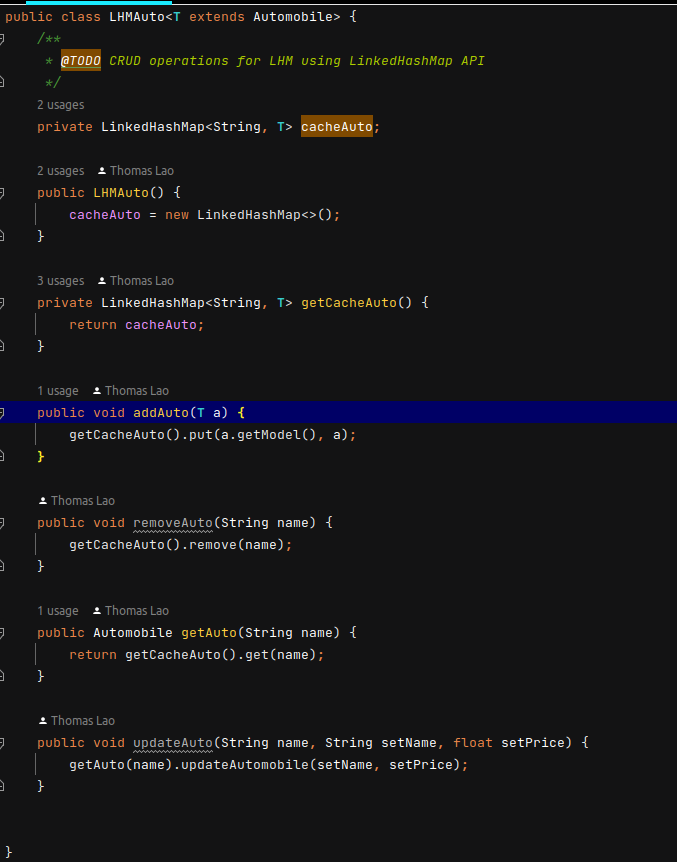 public class LHMAuto<T extends Automobile> {
/**
* @TODO CRUD operations for LHM using LinkedHashMap API
*/
2 usages
private LinkedHashMap<String, T> cacheAuto;
2 usages Thomas Lao
public LHMAuto() {
cacheAuto = new LinkedHashMap<>();
}
3 usages Thomas Lao
private LinkedHashMap<String, T> getCacheAuto() {
return cacheAuto;
}
1 usage Thomas Lao
public void addAuto(T a) {
getCacheAuto().put(a.getModel(), a);
}
Thomas Lao
public void removeAuto(String name) {
getCacheAuto().remove(name);
}
1 usage Thomas Lao
public Automobile getAuto(String name) {
return getCacheAuto().get(name);
}
Thomas Lao
public void updateAuto(String name, String setName, float setPrice) {
getAuto(name).updateAutomobile(setName, setPrice);
}
}